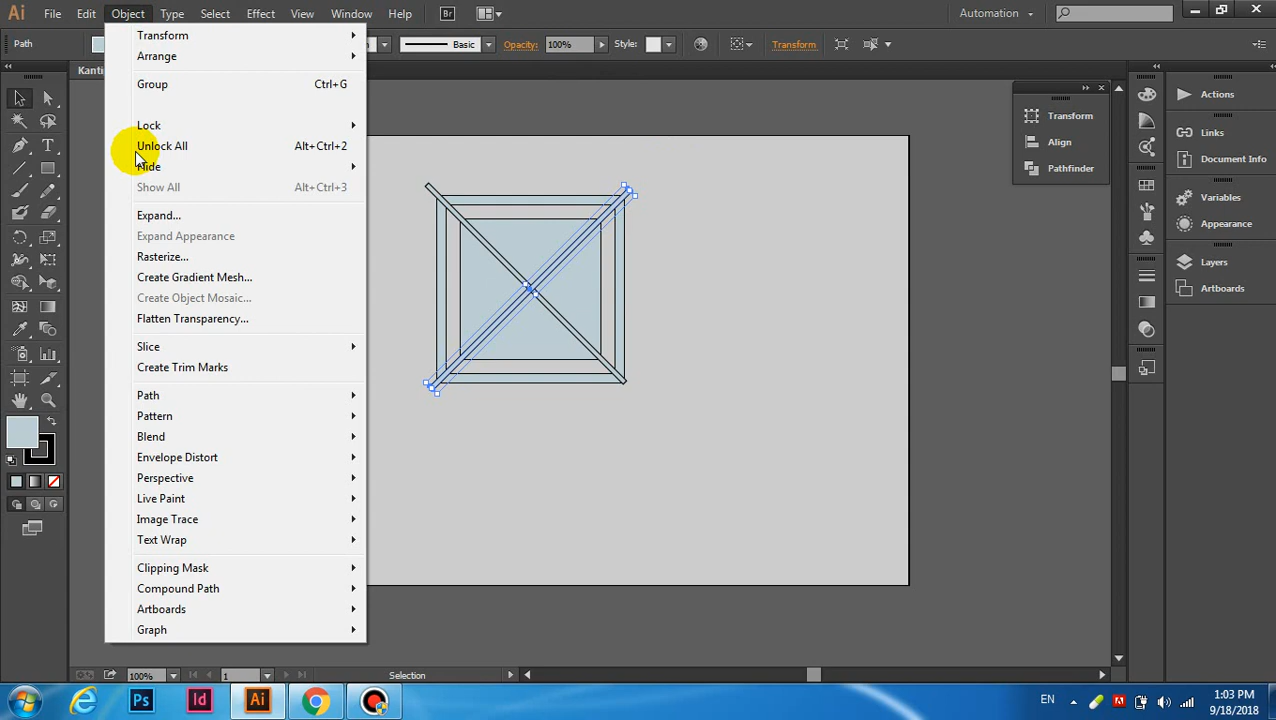 Ai File Edit Object Type Select Effect View Window Help Br Automation
Path Basic Opacity: 100% Style: Transform
Kanti
Transform
Arrange
Group Ctrl+G
Lock
Unlock All Alt+Ctrl+2
Hide
Show All Alt+Ctrl+3
Expand...
Expand Appearance
Rasterize...
Create Gradient Mesh...
Create Object Mosaic...
Flatten Transparency...
Slice
Create Trim Marks
Path
Pattern
Blend
Envelope Distort
Perspective
Live Paint
Image Trace
Text Wrap
Clipping Mask
Compound Path
Artboards
Graph
Transform
Align
Pathfinder
Actions
Links
Document Info
Variables
Appearance
Layers
Artboards
100% 1 Selection
Ps Id Ai EN 1:03 PM
9/18/2018